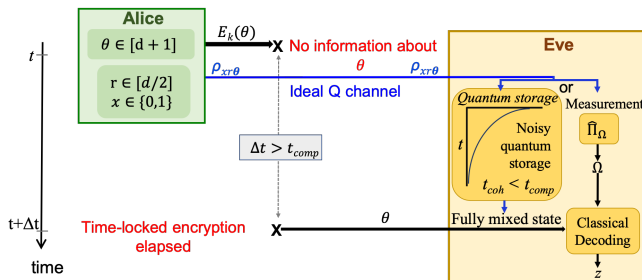 Alice
θ ∈ [d + 1]
r ∈ [d/2]
x ∈ {0,1}
E_k(θ)
x
No information about
ρ_xrθ
θ
ρ_xrθ
Ideal Q channel
Eve
or
Quantum storage
Measurement
t
Noisy
quantum
storage
t_coh < t_comp
Π̂_Ω
Ω
Fully mixed state
Classical
Decoding
z
t
Δt > t_comp
t+Δt
Time-locked encryption
elapsed
x
θ
time